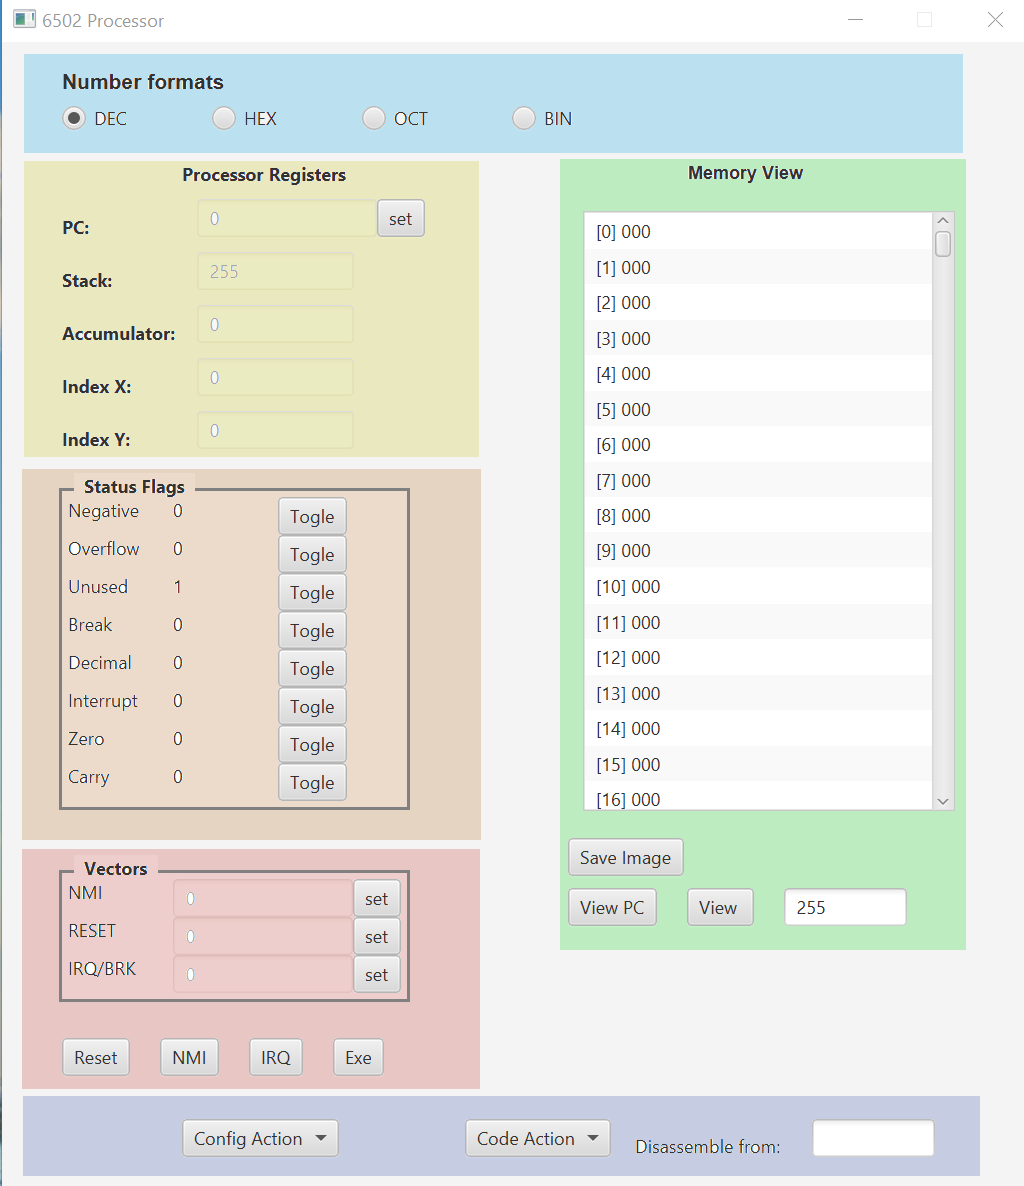 6502 Processor
Number formats
DEC HEX OCT BIN
Processor Registers
PC: 0 set
Stack: 255
Accumulator: 0
Index X: 0
Index Y: 0
Status Flags
Negative 0 Togle
Overflow 0 Togle
Unused 1 Togle
Break 0 Togle
Decimal 0 Togle
Interrupt 0 Togle
Zero 0 Togle
Carry 0 Togle
Vectors
NMI 0 set
RESET 0 set
IRQ/BRK 0 set
Reset NMI IRQ Exe
Memory View
[0] 000
[1] 000
[2] 000
[3] 000
[4] 000
[5] 000
[6] 000
[7] 000
[8] 000
[9] 000
[10] 000
[11] 000
[12] 000
[13] 000
[14] 000
[15] 000
[16] 000
Save Image
View PC View 255
Config Action Code Action Disassemble from: